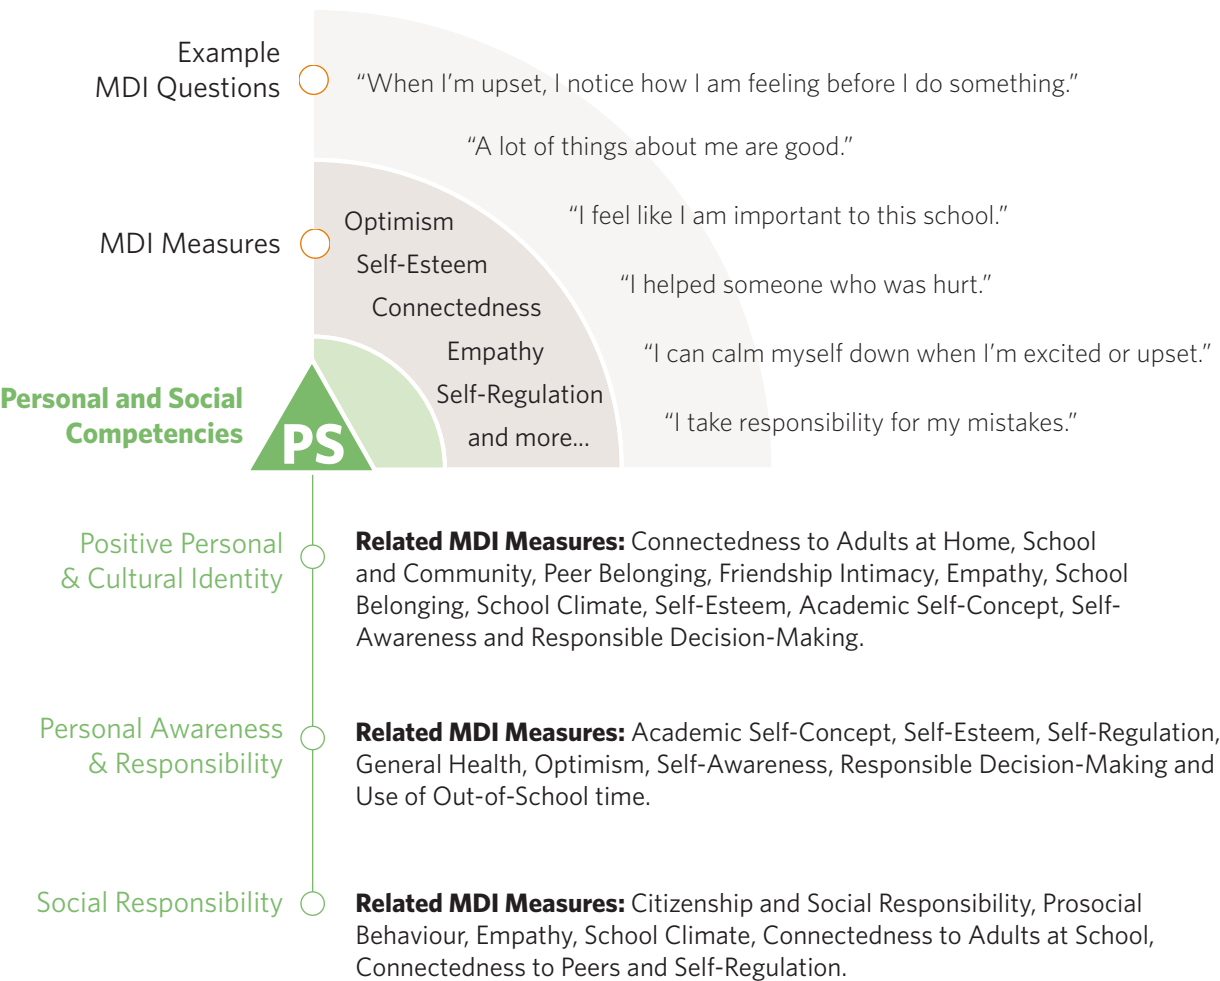 Example
MDI Questions
“When I’m upset, I notice how I am feeling before I do something.”
“A lot of things about me are good.”
“I feel like I am important to this school.”
“I helped someone who was hurt.”
“I can calm myself down when I’m excited or upset.”
“I take responsibility for my mistakes.”
MDI Measures
Optimism
Self-Esteem
Connectedness
Empathy
Self-Regulation
and more...
Personal and Social
Competencies
PS
Positive Personal
& Cultural Identity
Related MDI Measures: Connectedness to Adults at Home, School
and Community, Peer Belonging, Friendship Intimacy, Empathy, School
Belonging, School Climate, Self-Esteem, Academic Self-Concept, Self-
Awareness and Responsible Decision-Making.
Personal Awareness
& Responsibility
Related MDI Measures: Academic Self-Concept, Self-Esteem, Self-Regulation,
General Health, Optimism, Self-Awareness, Responsible Decision-Making and
Use of Out-of-School time.
Social Responsibility
Related MDI Measures: Citizenship and Social Responsibility, Prosocial
Behaviour, Empathy, School Climate, Connectedness to Adults at School,
Connectedness to Peers and Self-Regulation.